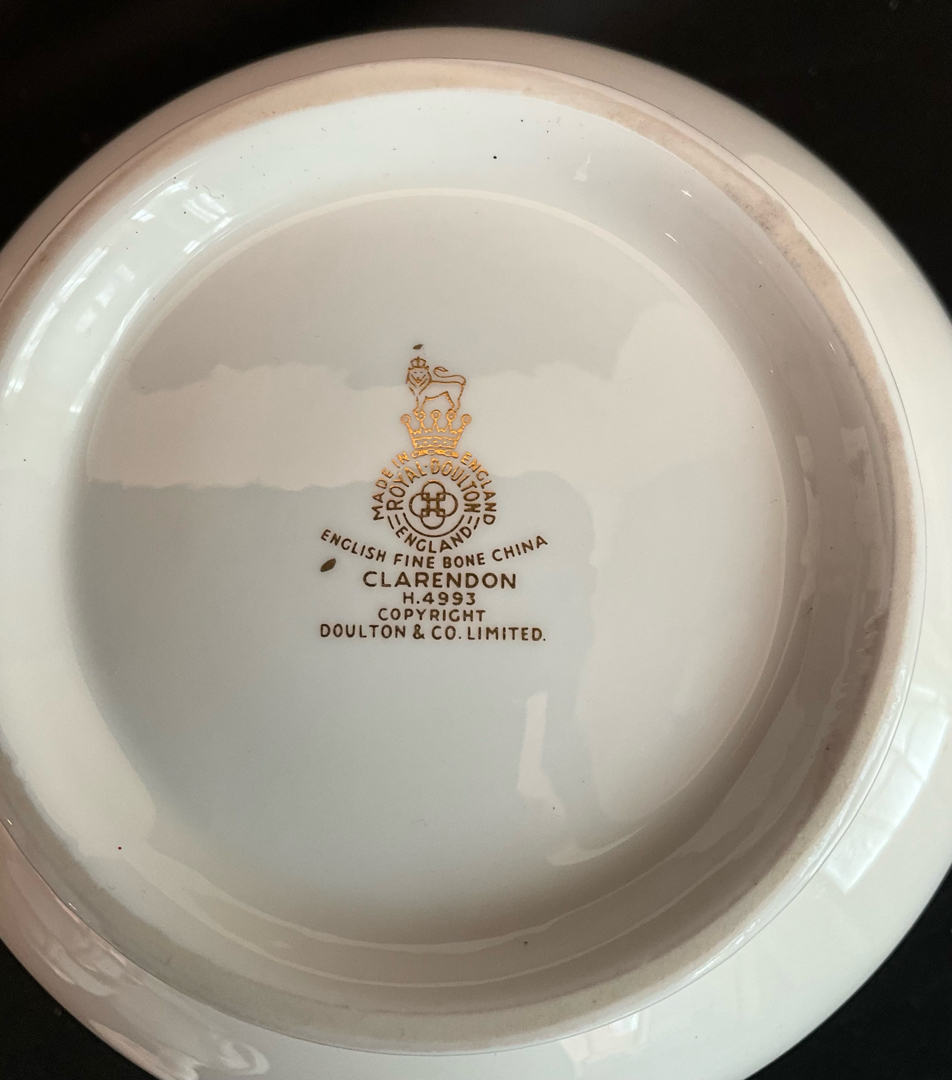 MADE IN ENGLAND
ROYAL·DOULTON
ENGLAND
ENGLISH FINE BONE CHINA
CLARENDON
H.4993
COPYRIGHT
DOULTON & CO. LIMITED.